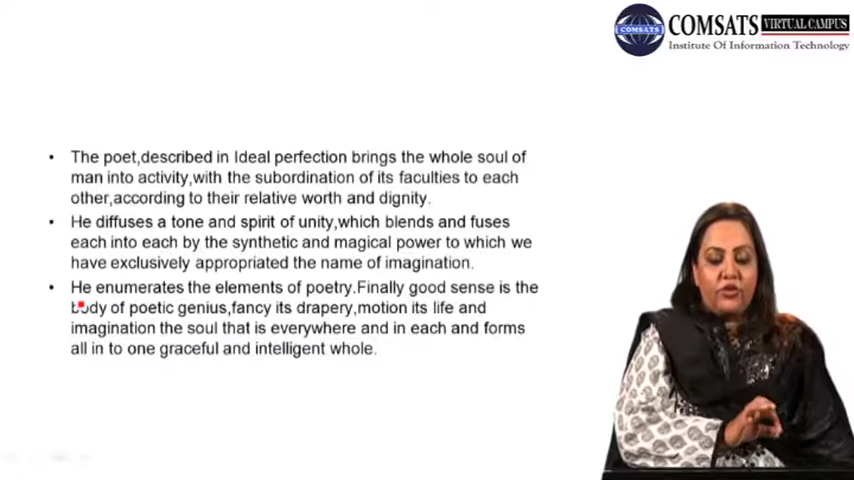 COMSATS
COMSATS VIRTUAL CAMPUS
Institute Of Information Technology
• The poet,described in Ideal perfection brings the whole soul of
man into activity,with the subordination of its faculties to each
other,according to their relative worth and dignity.
• He diffuses a tone and spirit of unity,which blends and fuses
each into each by the synthetic and magical power to which we
have exclusively appropriated the name of imagination.
• He enumerates the elements of poetry.Finally good sense is the
body of poetic genius,fancy its drapery,motion its life and
imagination the soul that is everywhere and in each and forms
all in to one graceful and intelligent whole.